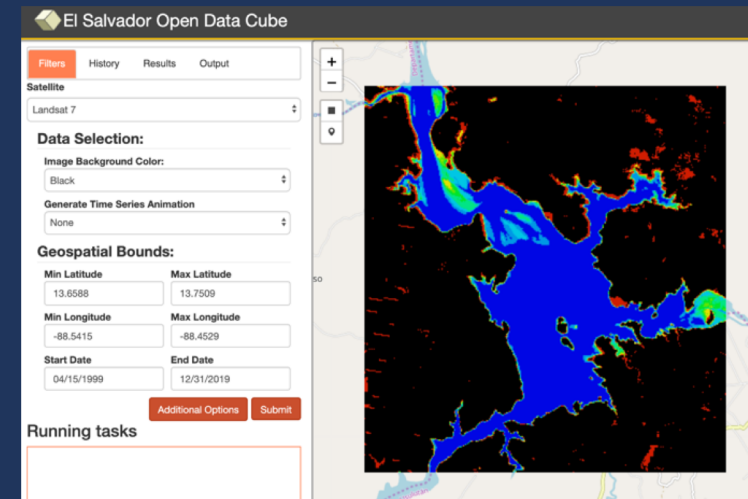 El Salvador Open Data Cube
Filters History Results Output
Satellite
Landsat 7
Data Selection:
Image Background Color:
Black
Generate Time Series Animation
None
Geospatial Bounds:
Min Latitude Max Latitude
13.6588 13.7509
Min Longitude Max Longitude
-88.5415 -88.4529
Start Date End Date
04/15/1999 12/31/2019
Additional Options Submit
Running tasks
+
−
so